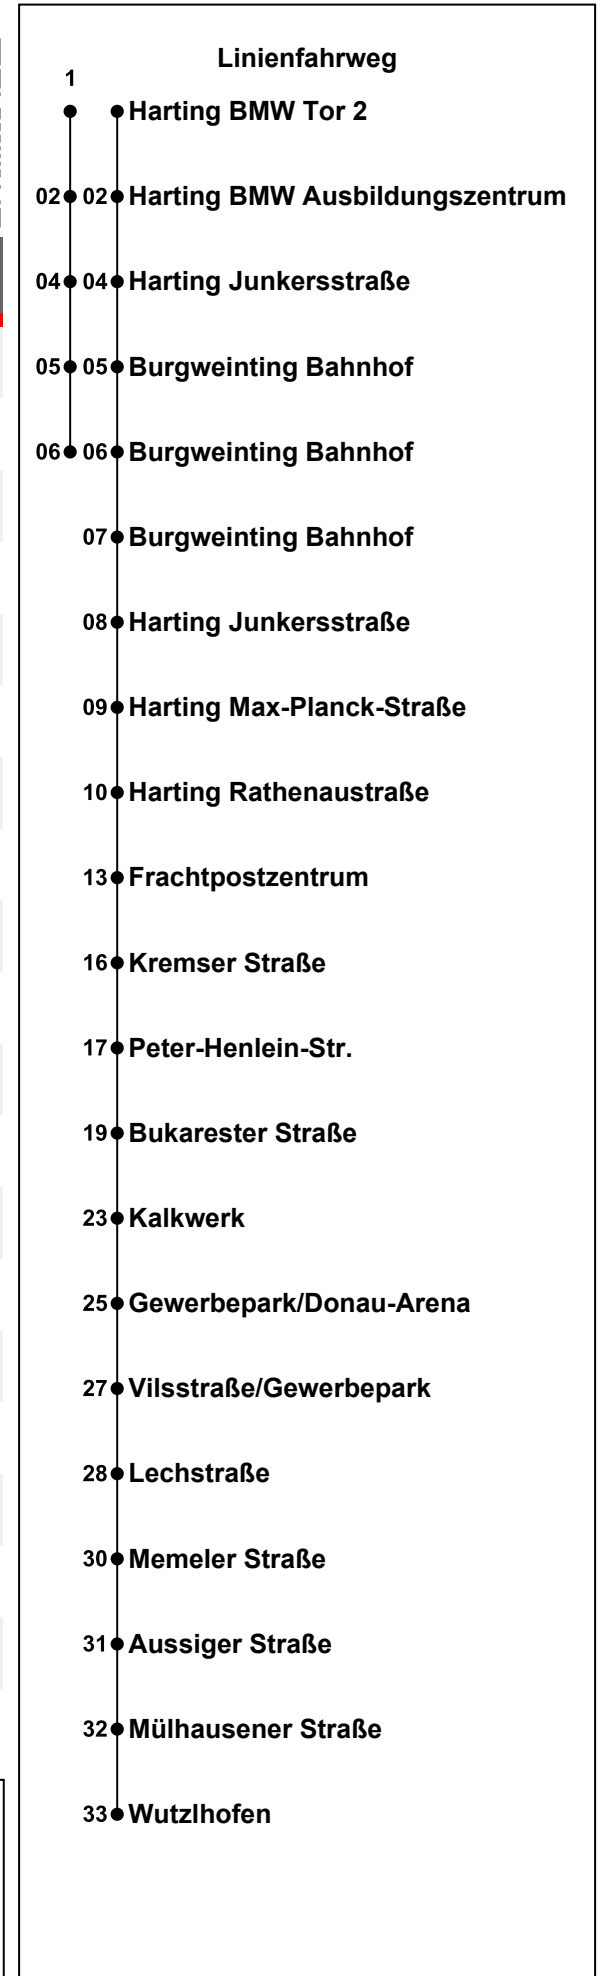 Linienfahrweg
1
Harting BMW Tor 2
02 02 Harting BMW Ausbildungszentrum
04 04 Harting Junkersstraße
05 05 Burgweinting Bahnhof
06 06 Burgweinting Bahnhof
07 Burgweinting Bahnhof
08 Harting Junkersstraße
09 Harting Max-Planck-Straße
10 Harting Rathenaustraße
13 Frachtpostzentrum
16 Kremser Straße
17 Peter-Henlein-Str.
19 Bukarester Straße
23 Kalkwerk
25 Gewerbepark/Donau-Arena
27 Vilsstraße/Gewerbepark
28 Lechstraße
30 Memeler Straße
31 Aussiger Straße
32 Mülhausener Straße
33 Wutzlhofen